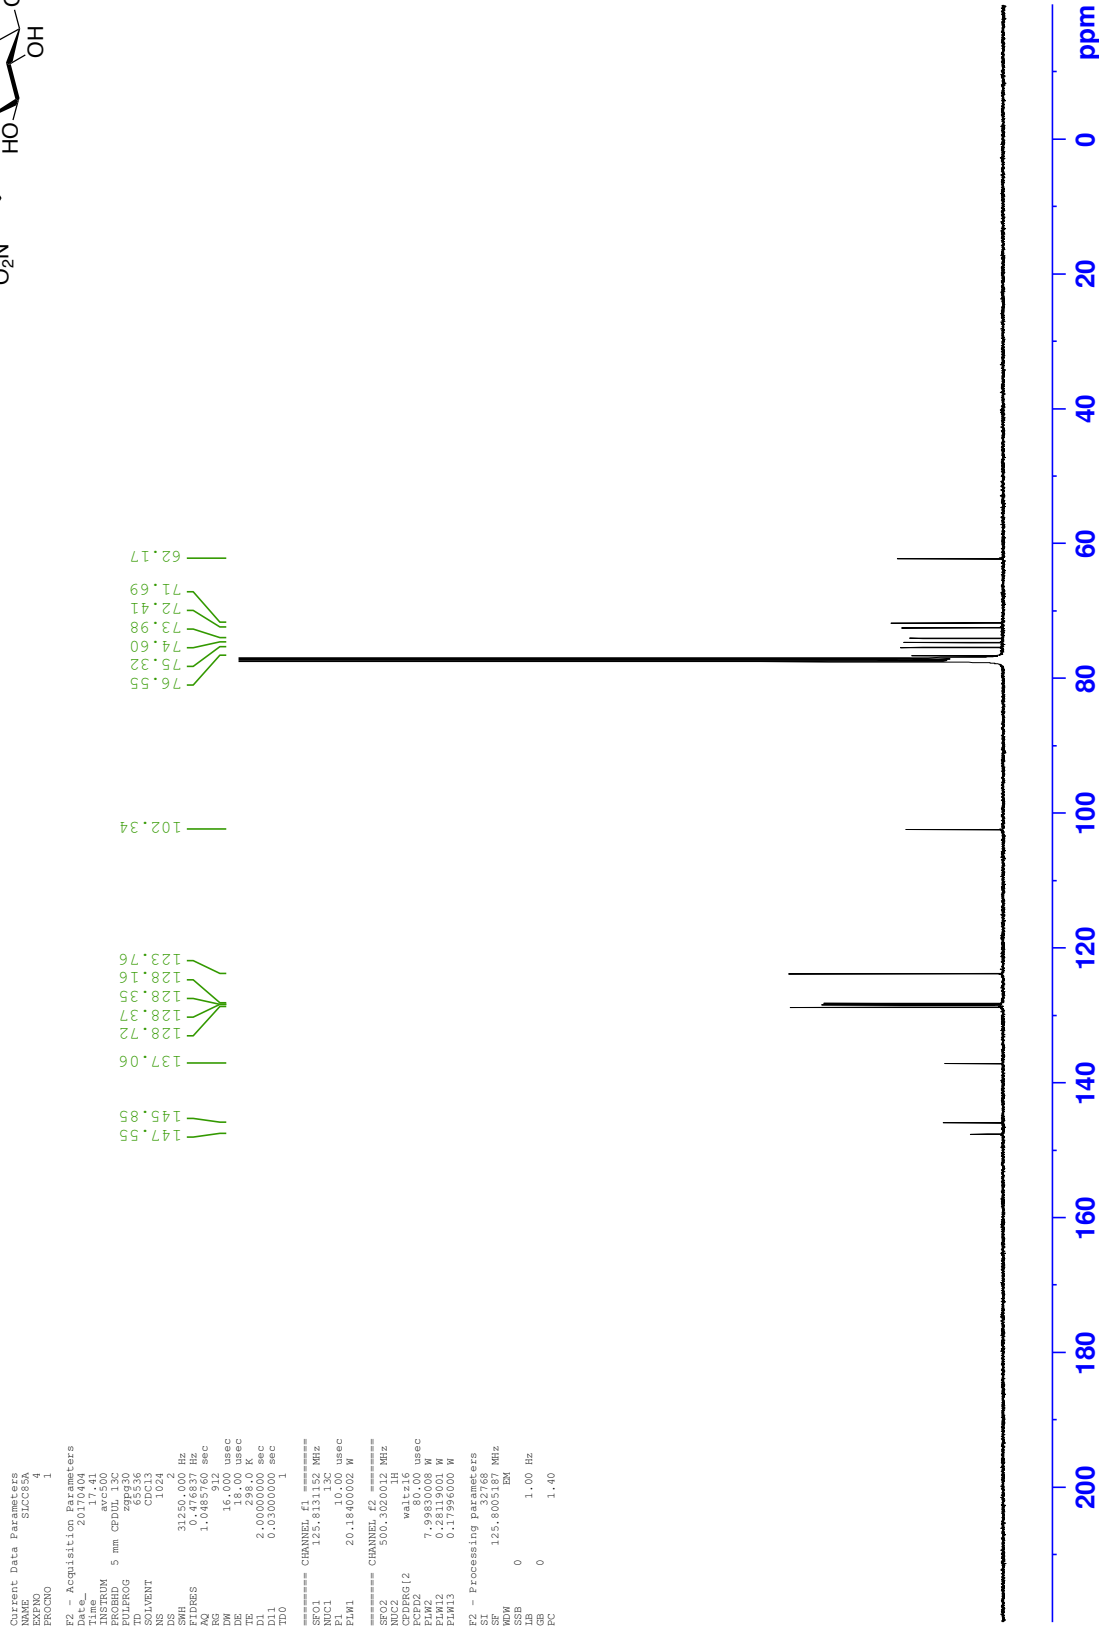 Current Data Parameters
NAME SLCC85A
EXPNO 4
PROCNO 1
F2 - Acquisition Parameters
Date_ 20170404
Time 17.41
INSTRUM avc500
PROBHD 5 mm CPDUL 13C
PULPROG zgpg30
TD 65536
SOLVENT CDCl3
NS 1024
DS 2
SWH 31250.000 Hz
FIDRES 0.476837 Hz
AQ 1.0485760 sec
RG 912
DW 16.000 usec
DE 18.00 usec
TE 298.0 K
D1 2.00000000 sec
D11 0.03000000 sec
TD0 1
======== CHANNEL f1 ========
SFO1 125.8131152 MHz
NUC1 13C
P1 10.00 usec
PLW1 20.18400002 W
======== CHANNEL f2 ========
SFO2 500.3020012 MHz
NUC2 1H
CPDPRG[2 waltz16
PCPD2 80.00 usec
PLW2 7.99830008 W
PLW12 0.28119001 W
PLW13 0.17996000 W
F2 - Processing parameters
SI 32768
SF 125.8005187 MHz
WDW EM
SSB 0
LB 1.00 Hz
GB 0
PC 1.40
147.55
145.85
137.06
128.72
128.37
128.35
128.16
123.76
102.34
76.55
75.32
74.60
73.98
72.41
71.69
62.17
O2N
HO
OH
200
180
160
140
120
100
80
60
40
20
0
ppm